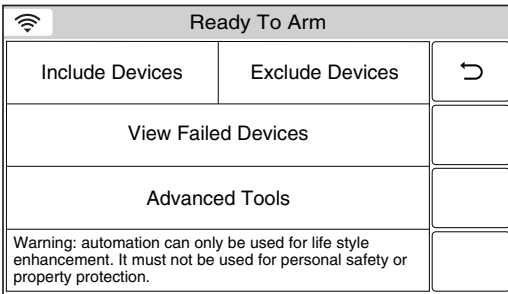 Ready To Arm
Include Devices
Exclude Devices
View Failed Devices
Advanced Tools
Warning: automation can only be used for life style
enhancement. It must not be used for personal safety or
property protection.